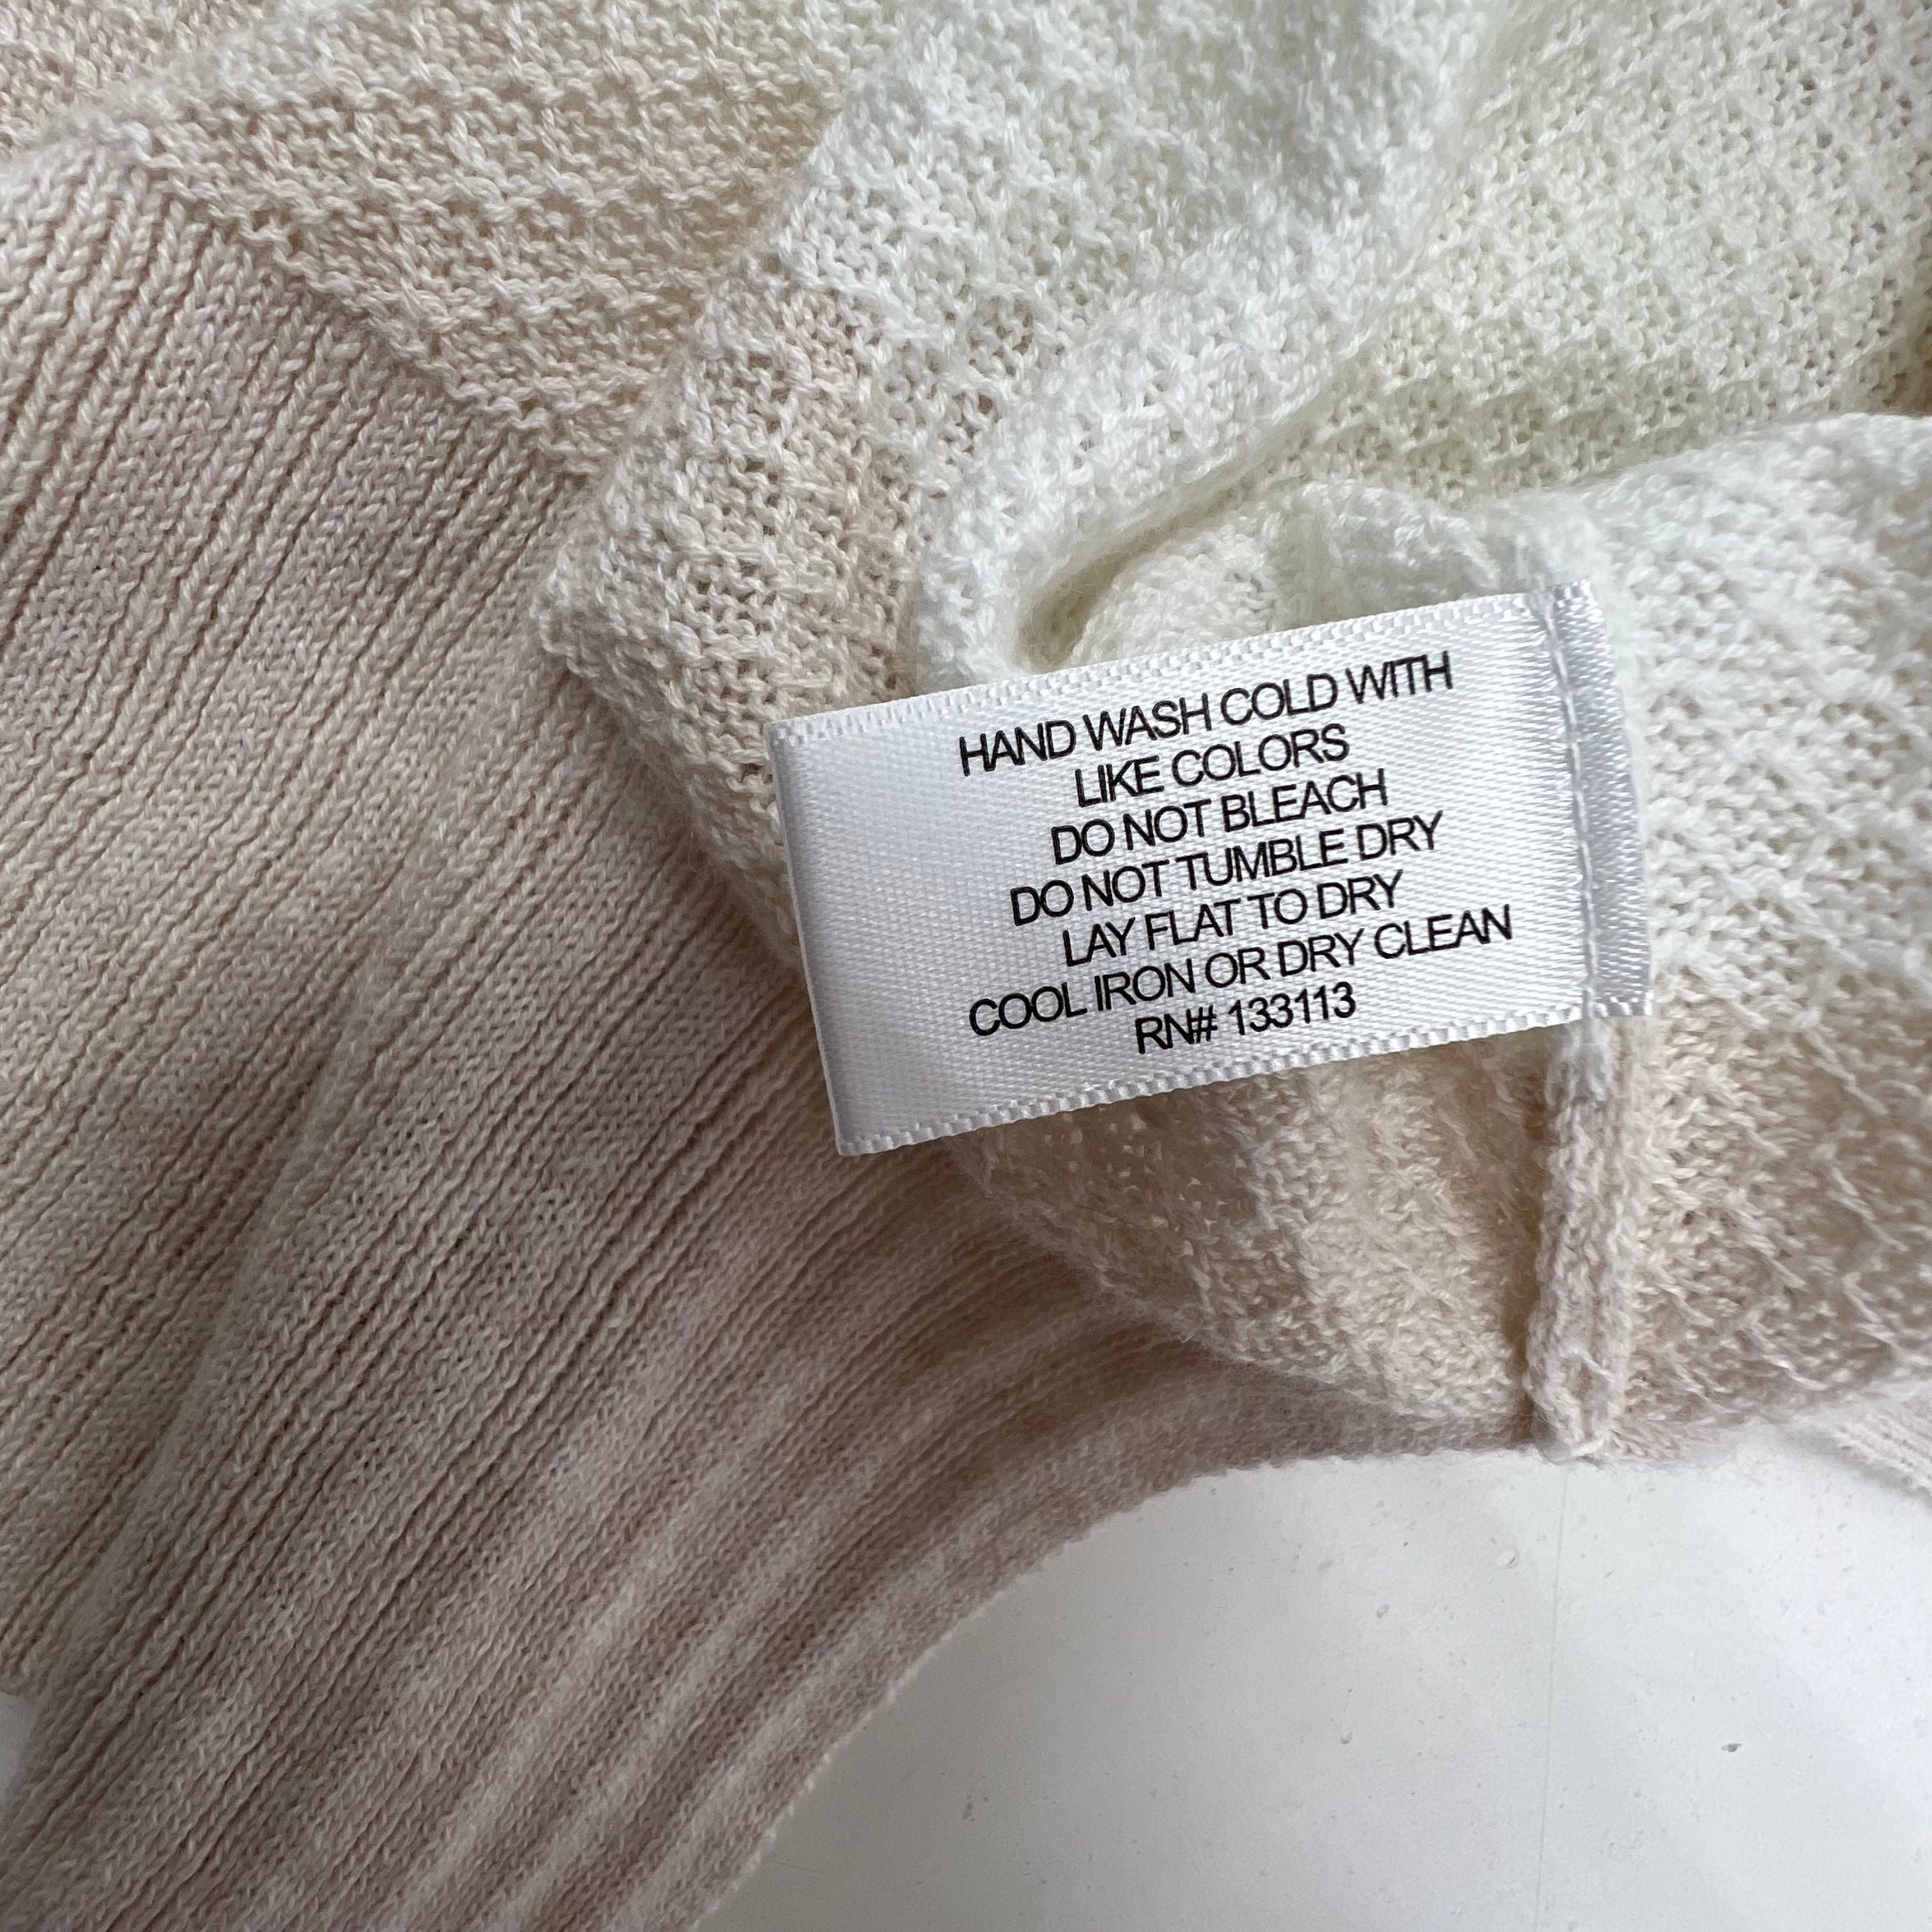 HAND WASH COLD WITH
LIKE COLORS
DO NOT BLEACH
DO NOT TUMBLE DRY
LAY FLAT TO DRY
COOL IRON OR DRY CLEAN
RN# 133113